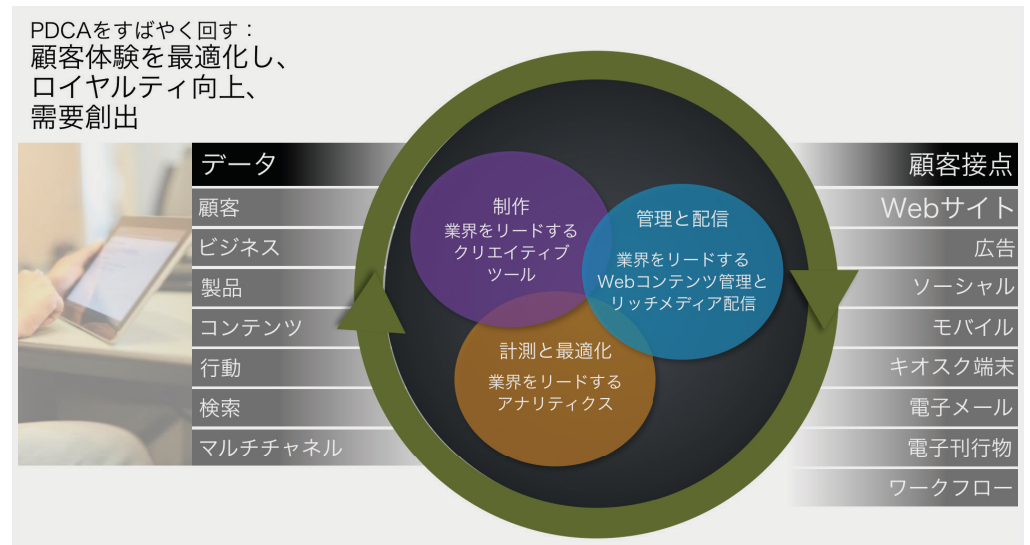 PDCAをすばやく回す：
顧客体験を最適化し、
ロイヤルティ向上、
需要創出
データ
顧客
ビジネス
製品
コンテンツ
行動
検索
マルチチャネル
制作
業界をリードする
クリエイティブ
ツール
管理と配信
業界をリードする
Webコンテンツ管理と
リッチメディア配信
計測と最適化
業界をリードする
アナリティクス
顧客接点
Webサイト
広告
ソーシャル
モバイル
キオスク端末
電子メール
電子刊行物
ワークフロー